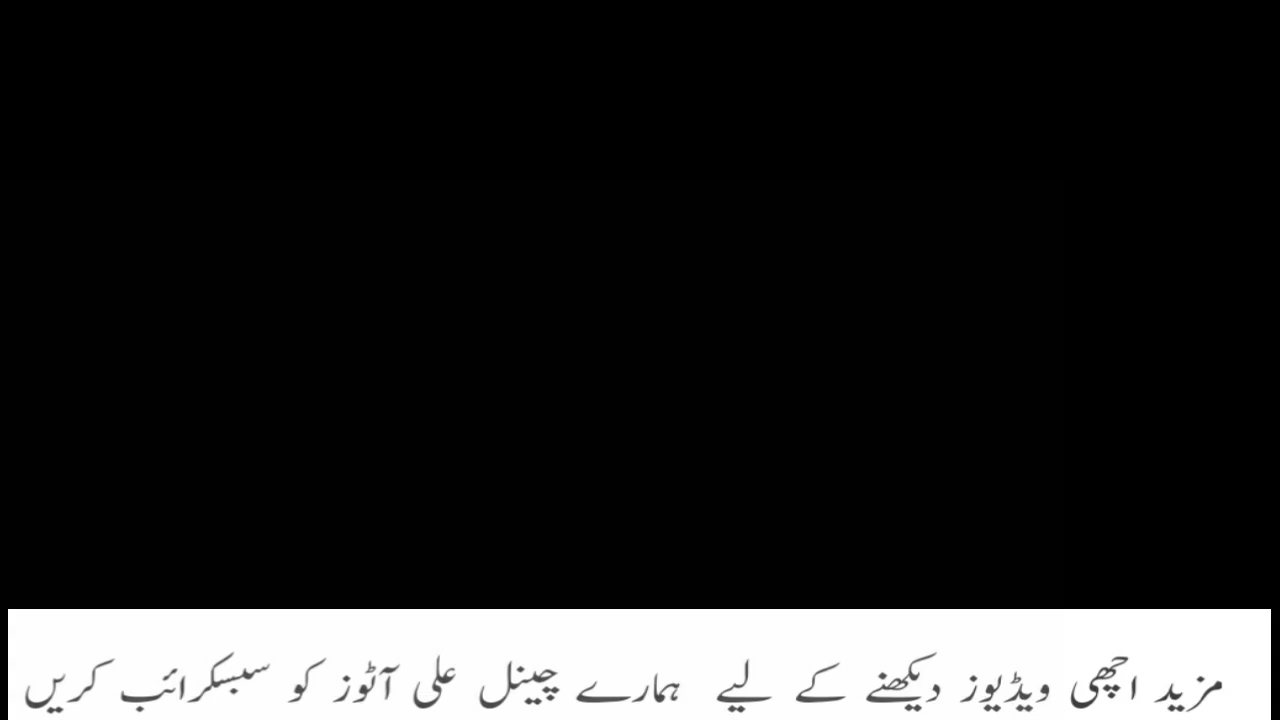 مزید اچھی ویڈیوز دیکھنے کے لیے ہمارے چینل علی آٹوز کو سبسکرائب کریں